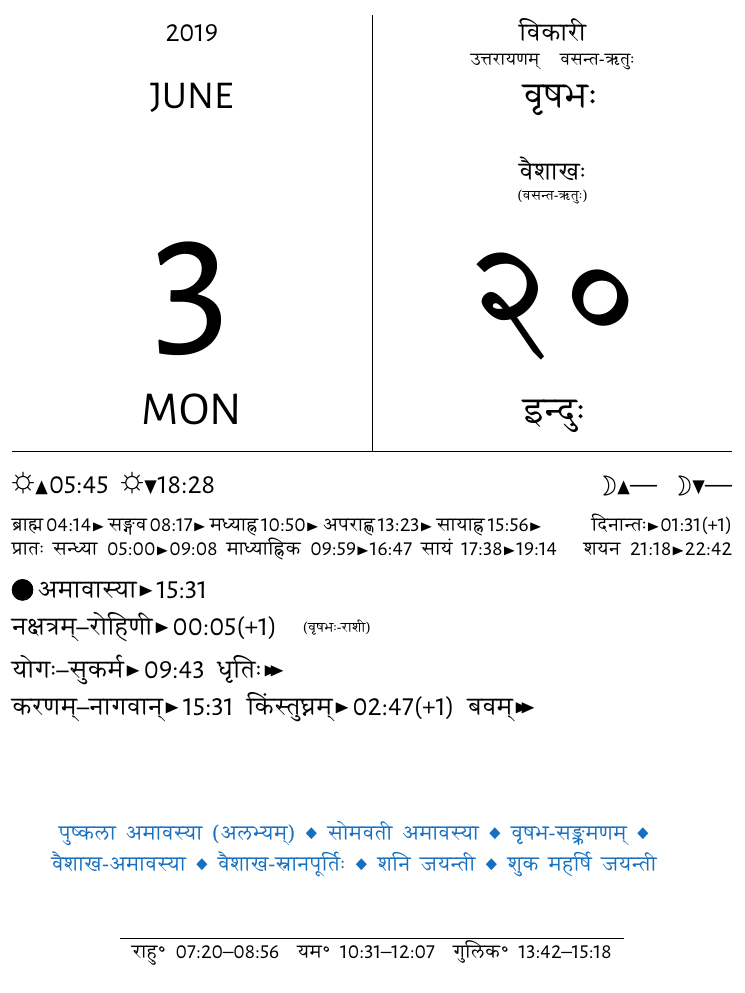 2019
JUNE
3
MON
विकारी
उत्तरायणम् वसन्त-ऋतुः
वृषभः
वैशाखः
(वसन्त-ऋतुः)
२०
इन्दुः
☼▲05:45 ☼▼18:28 ☽▲— ☽▼—
ब्राह्म 04:14► सङ्गव 08:17► मध्याह्न 10:50► अपराह्ण 13:23► सायाह्न 15:56► दिनान्तः►01:31(+1)
प्रातः सन्ध्या 05:00►09:08 माध्याह्निक 09:59►16:47 सायं 17:38►19:14 शयन 21:18►22:42
● अमावास्या►15:31
नक्षत्रम्–रोहिणी►00:05(+1) (वृषभः-राशी)
योगः–सुकर्म►09:43 धृतिः►►
करणम्–नागवान्►15:31 किंस्तुघ्नम्►02:47(+1) बवम्►►
पुष्कला अमावस्या (अलभ्यम्) ◆ सोमवती अमावस्या ◆ वृषभ-सङ्क्रमणम् ◆
वैशाख-अमावस्या ◆ वैशाख-स्नानपूर्तिः ◆ शनि जयन्ती ◆ शुक महर्षि जयन्ती
राहु॰ 07:20–08:56 यम॰ 10:31–12:07 गुलिक॰ 13:42–15:18